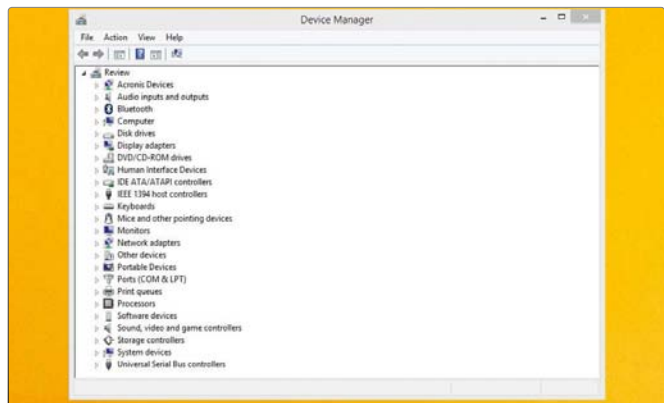 Device Manager
File Action View Help
Review
Acronis Devices
Audio inputs and outputs
Bluetooth
Computer
Disk drives
Display adapters
DVD/CD-ROM drives
Human Interface Devices
IDE ATA/ATAPI controllers
IEEE 1394 host controllers
Keyboards
Mice and other pointing devices
Monitors
Network adapters
Other devices
Portable Devices
Ports (COM & LPT)
Print queues
Processors
Software devices
Sound, video and game controllers
Storage controllers
System devices
Universal Serial Bus controllers